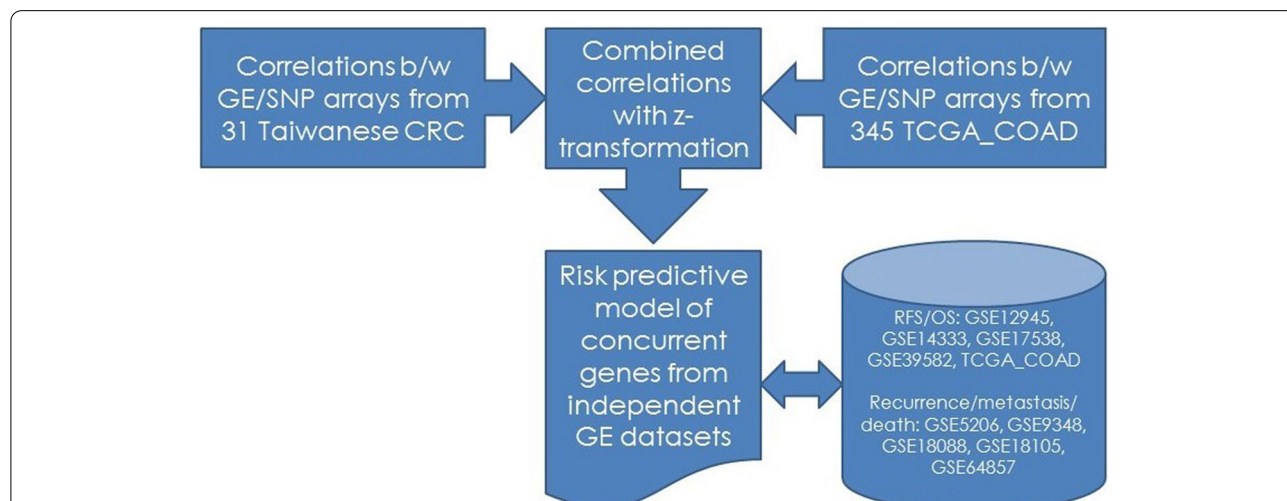 Correlations b/w
GE/SNP arrays from
31 Taiwanese CRC
Combined
correlations
with z-
transformation
Correlations b/w
GE/SNP arrays from
345 TCGA_COAD
Risk predictive
model of
concurrent
genes from
independent
GE datasets
RFS/OS: GSE12945,
GSE14333, GSE17538,
GSE39582, TCGA_COAD
Recurrence/metastasis/
death: GSE5206, GSE9348,
GSE18088, GSE18105,
GSE64857